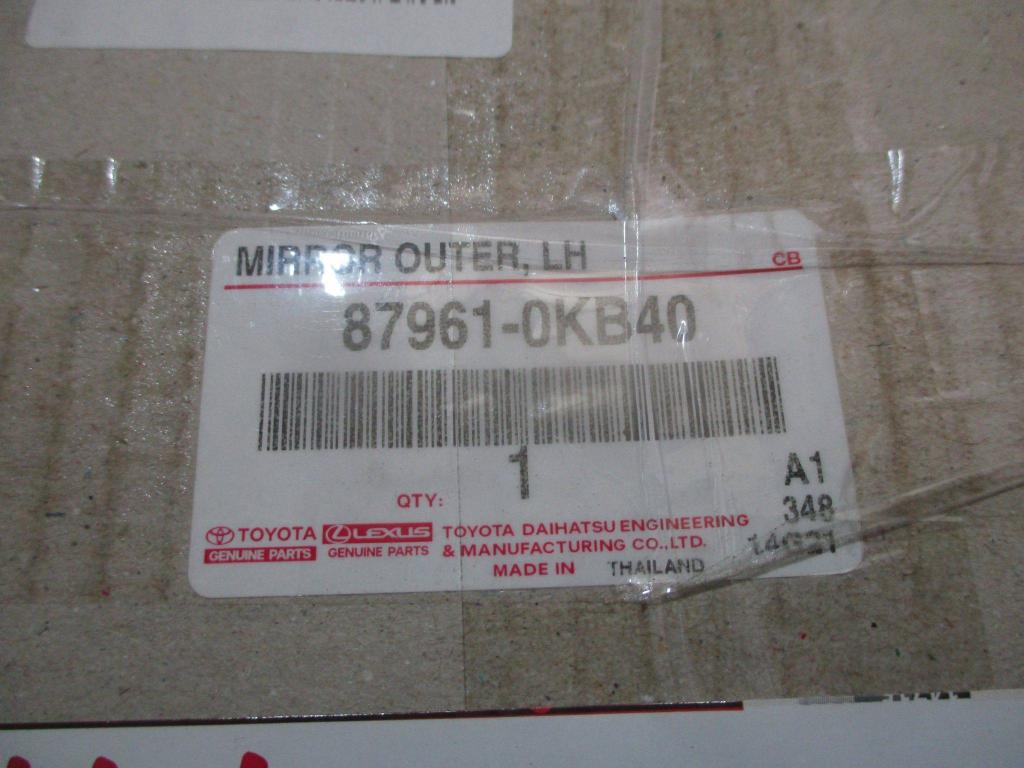 MIRROR OUTER, LH
CB
87961-0KB40
1
QTY:
A1
348
14G21
TOYOTA
GENUINE PARTS
LEXUS
GENUINE PARTS
TOYOTA DAIHATSU ENGINEERING
& MANUFACTURING CO., LTD.
MADE IN THAILAND